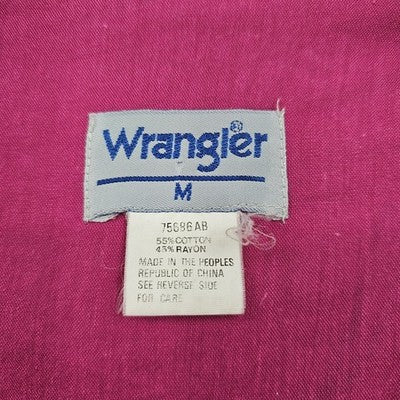 Wrangler®
M
75686AB
55% COTTON
45% RAYON
MADE IN THE PEOPLES
REPUBLIC OF CHINA
SEE REVERSE SIDE
FOR CARE